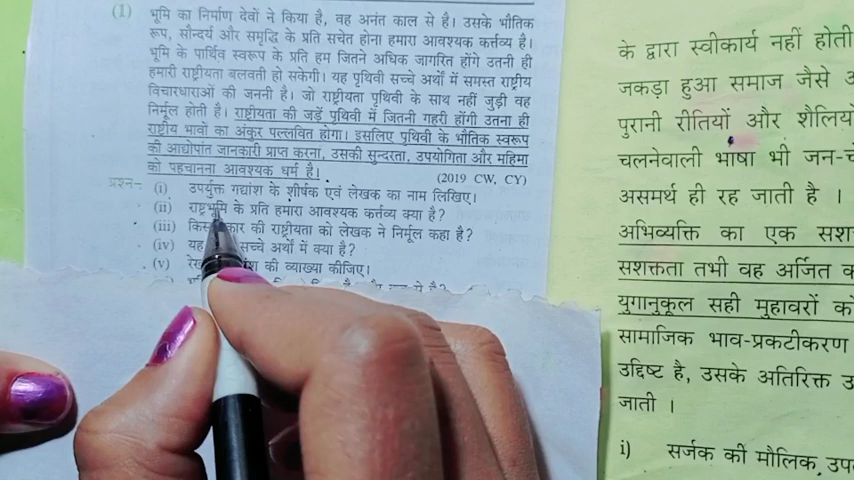 (1) भूमि का निर्माण देवों ने किया है, वह अनंत काल से है। उसके भौतिक
रूप, सौन्दर्य और समृद्धि के प्रति सचेत होना हमारा आवश्यक कर्त्तव्य है।
भूमि के पार्थिव स्वरूप के प्रति हम जितने अधिक जागरित होंगे उतनी ही
हमारी राष्ट्रीयता बलवती हो सकेगी। यह पृथिवी सच्चे अर्थों में समस्त राष्ट्रीय
विचारधाराओं की जननी है। जो राष्ट्रीयता पृथिवी के साथ नहीं जुड़ी वह
निर्मूल होती है। राष्ट्रीयता की जड़ें पृथिवी में जितनी गहरी होंगी उतना ही
राष्ट्रीय भावों का अंकुर पल्लवित होगा। इसलिए पृथिवी के भौतिक स्वरूप
की आद्योपांत जानकारी प्राप्त करना, उसकी सुन्दरता, उपयोगिता और महिमा
को पहचानना आवश्यक धर्म है। (2019 CW, CY)
प्रश्न– (i) उपर्युक्त गद्यांश के शीर्षक एवं लेखक का नाम लिखिए।
(ii) राष्ट्रभूमि के प्रति हमारा आवश्यक कर्त्तव्य क्या है?
(iii) किस कार की राष्ट्रीयता को लेखक ने निर्मूल कहा है?
(iv) यह सच्चे अर्थों में क्या है?
(v) रे श की व्याख्या कीजिए।
के द्वारा स्वीकार्य नहीं होती
जकड़ा हुआ समाज जैसे
पुरानी रीतियों और शैलियो
चलनेवाली भाषा भी जन-चे
असमर्थ ही रह जाती है ।
अभिव्यक्ति का एक सश
सशक्तता तभी वह अर्जित क
युगानुकूल सही मुहावरों को
सामाजिक भाव-प्रकटीकरण
उद्दिष्ट है, उसके अतिरिक्त उ
जाती ।
i) सर्जक की मौलिक उप